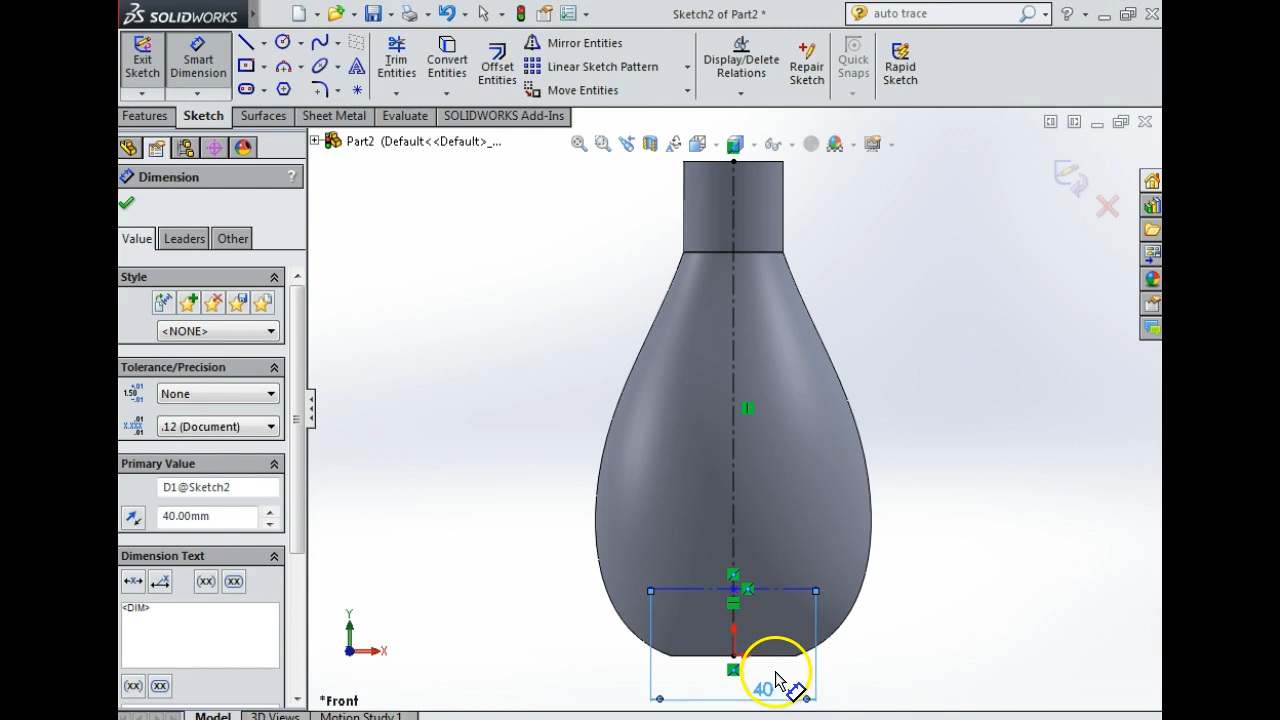 SOLIDWORKS
Sketch2 of Part2 *
? auto trace
Exit Sketch
Smart Dimension
Trim Entities
Convert Entities
Offset Entities
Mirror Entities
Linear Sketch Pattern
Move Entities
Display/Delete Relations
Repair Sketch
Quick Snaps
Rapid Sketch
Features
Sketch
Surfaces
Sheet Metal
Evaluate
SOLIDWORKS Add-Ins
Part2 (Default<<Default>_...
Dimension
?
Value
Leaders
Other
Style
<NONE>
Tolerance/Precision
None
.12 (Document)
Primary Value
D1@Sketch2
40.00mm
Dimension Text
<DIM>
Y
X
*Front
40
Model
3D Views
Motion Study 1